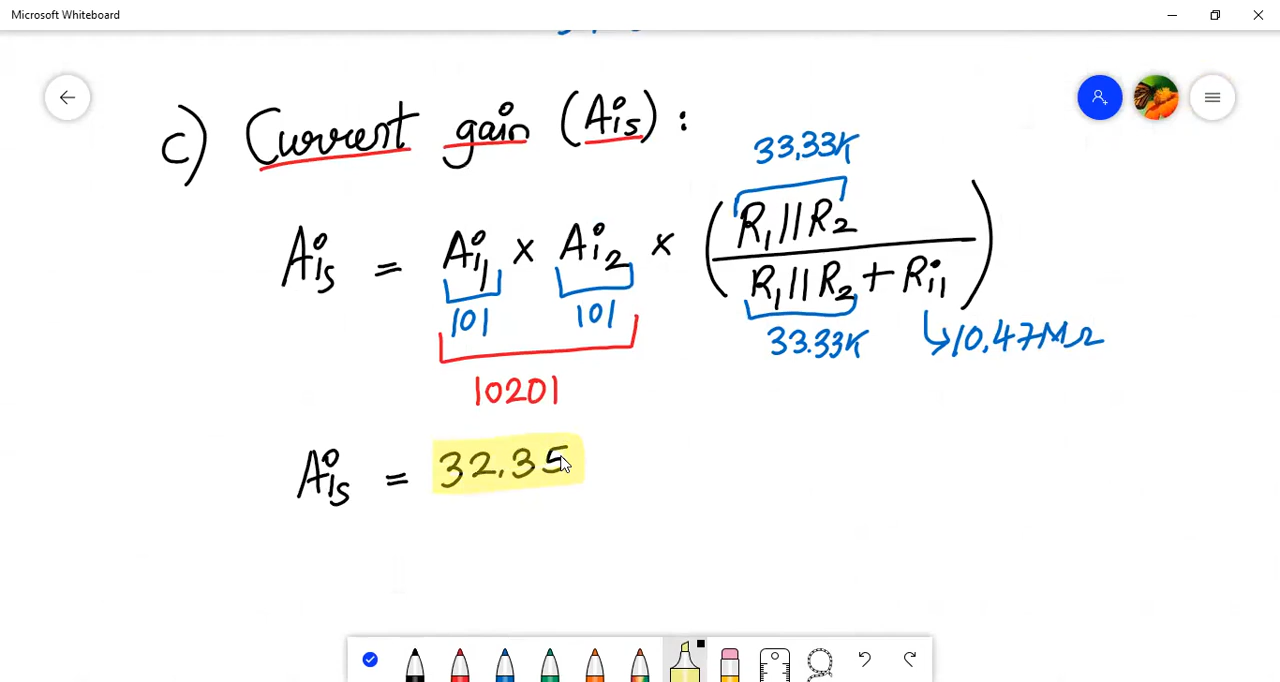 Microsoft Whiteboard
c) Current gain (Ais) :
33.33K
Ais = Ai1 x Ai2 x (R1||R2 / R1||R2 + Ri1)
101 101 33.33K ↳10.47MΩ
10201
Ais = 32.35